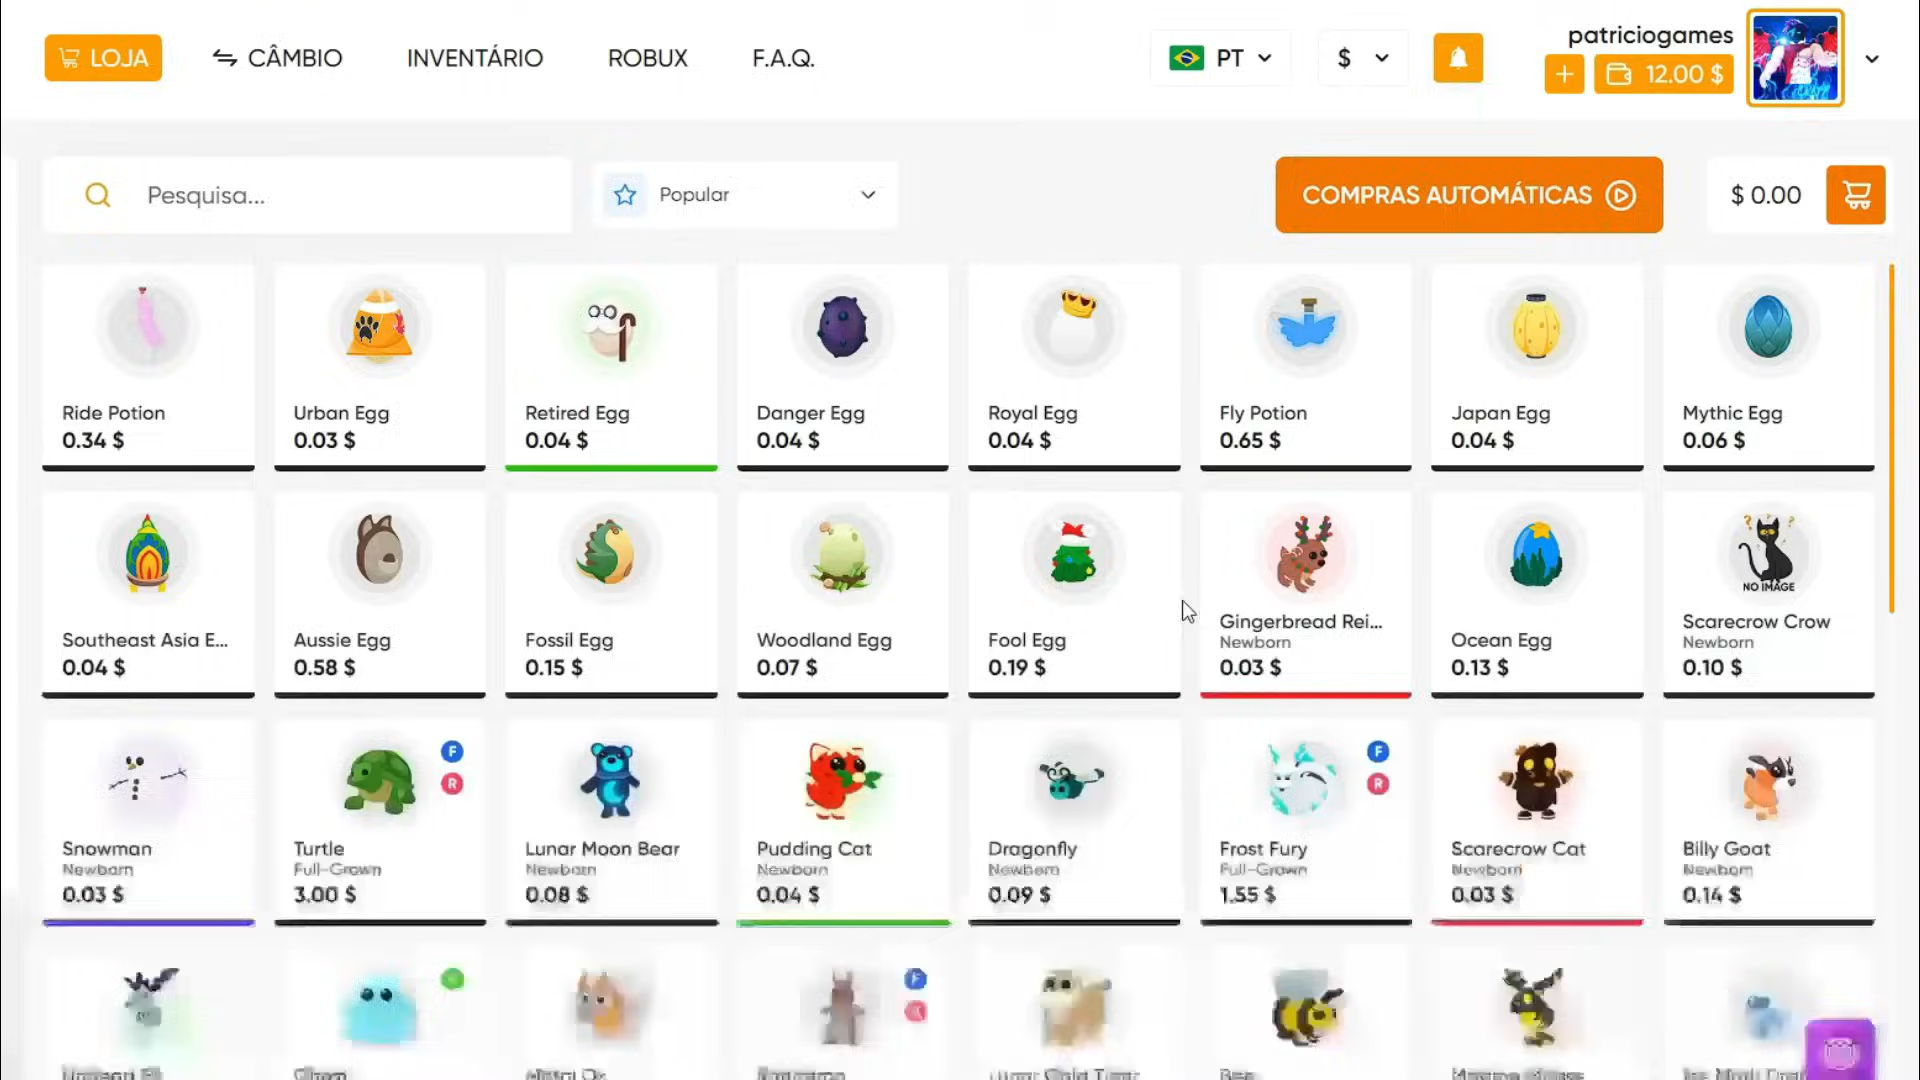 LOJA
CÂMBIO
INVENTÁRIO
ROBUX
F.A.Q.
PT
$
patriciogames
+ 12.00 $
Pesquisa...
Popular
COMPRAS AUTOMÁTICAS
$ 0.00
Ride Potion
0.34 $
Urban Egg
0.03 $
Retired Egg
0.04 $
Danger Egg
0.04 $
Royal Egg
0.04 $
Fly Potion
0.65 $
Japan Egg
0.04 $
Mythic Egg
0.06 $
Southeast Asia E...
0.04 $
Aussie Egg
0.58 $
Fossil Egg
0.15 $
Woodland Egg
0.07 $
Fool Egg
0.19 $
Gingerbread Rei...
Newborn
0.03 $
Ocean Egg
0.13 $
? ? ?
NO IMAGE
Scarecrow Crow
Newborn
0.10 $
Snowman
Newborn
0.03 $
F
R
Turtle
Full-Grown
3.00 $
Lunar Moon Bear
Newborn
0.08 $
Pudding Cat
Newborn
0.04 $
Dragonfly
Newborn
0.09 $
F
R
Frost Fury
Full-Grown
1.55 $
Scarecrow Cat
Newborn
0.03 $
Billy Goat
Newborn
0.14 $
F
Bee